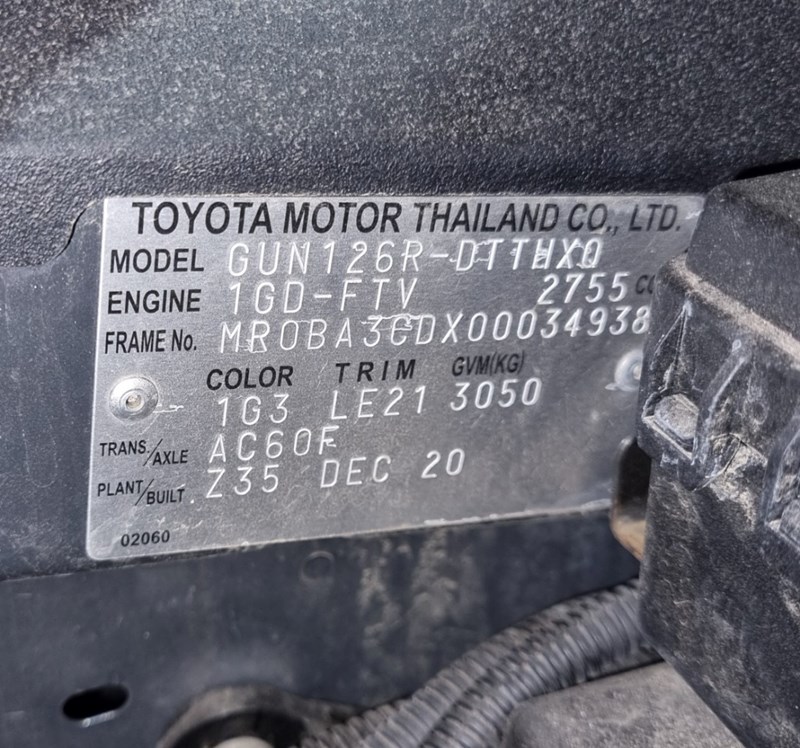 TOYOTA MOTOR THAILAND CO., LTD.
MODEL GUN126R-DTTHXQ
ENGINE 1GD-FTV 2755 CC
FRAME No. MR0BA3CDX00034938
COLOR TRIM GVM(KG)
1G3 LE21 3050
TRANS./AXLE AC60F
PLANT/BUILT Z35 DEC 20
02060